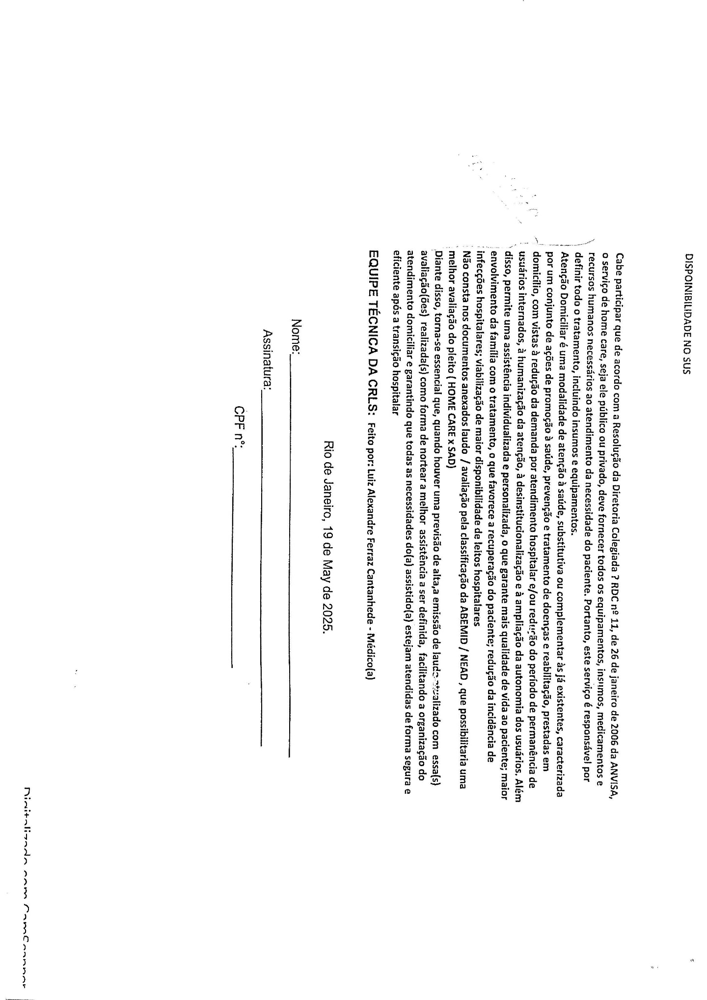 DISPOINIBILIDADE NO SUS
Cabe participar que de acordo com a Resolução da Diretoria Colegiada ? RDC nº 11, de 26 de janeiro de 2006 da ANVISA,
o serviço de home care, seja ele público ou privado, deve fornecer todos os equipamentos, insumos, medicamentos e
recursos humanos necessários ao atendimento da necessidade do paciente. Portanto, este serviço é responsável por
definir todo o tratamento, incluindo insumos e equipamentos.
Atenção Domiciliar é uma modalidade de atenção à saúde, substitutiva ou complementar às já existentes, caracterizada
por um conjunto de ações de promoção à saúde, prevenção e tratamento de doenças e reabilitação, prestadas em
domicílio, com vistas à redução da demanda por atendimento hospitalar e/ou redução do período de permanência de
usuários internados, à humanização da atenção, à desinstitucionalização e à ampliação da autonomia dos usuários. Além
disso, permite uma assistência individualizada e personalizada, o que garante mais qualidade de vida ao paciente; maior
envolvimento da família com o tratamento, o que favorece a recuperação do paciente; redução da incidência de
infecções hospitalares; viabilização de maior disponibilidade de leitos hospitalares
Não consta nos documentos anexados laudo / avaliação pela classificação da ABEMID / NEAD , que possibilitaria uma
melhor avaliação do pleito ( HOME CARE x SAD)
Diante disso, torna-se essencial que, quando houver uma previsão de alta,a emissão de laudo atualizado com essa(s)
avaliação(ões) realizada(s) como forma de nortear a melhor assistência a ser definida, facilitando a organização do
atendimento domiciliar e garantindo que todas as necessidades do(a) assistido(a) estejam atendidas de forma segura e
eficiente após a transição hospitalar
EQUIPE TÉCNICA DA CRLS: Feito por: Luiz Alexandre Ferraz Cantanhede - Médico(a)
Rio de Janeiro, 19 de May de 2025.
Nome:
Assinatura:
CPF nº:
Digitalizado com CamScanner